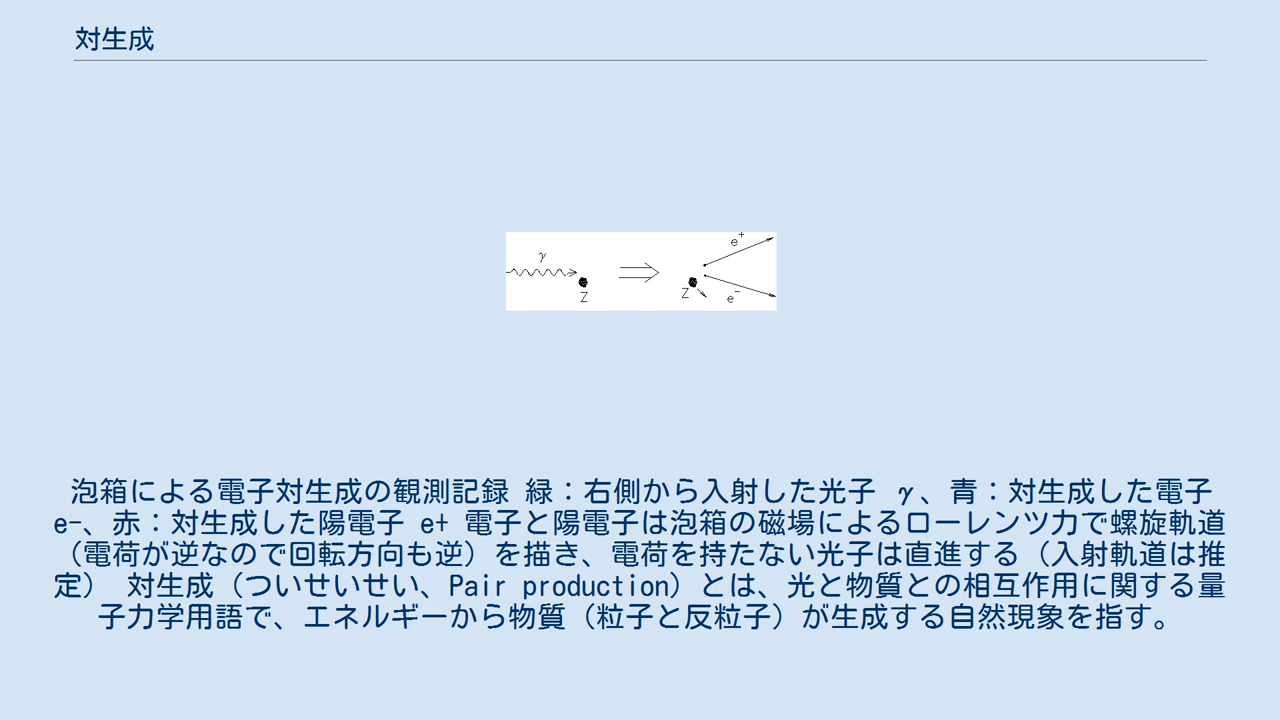 対生成
γ
Z
Z
e+
e−
泡箱による電子対生成の観測記録 緑：右側から入射した光子 γ、青：対生成した電子
e−、赤：対生成した陽電子 e+ 電子と陽電子は泡箱の磁場によるローレンツ力で螺旋軌道
（電荷が逆なので回転方向も逆）を描き、電荷を持たない光子は直進する（入射軌道は推
定） 対生成（ついせいせい、Pair production）とは、光と物質との相互作用に関する量
子力学用語で、エネルギーから物質（粒子と反粒子）が生成する自然現象を指す。